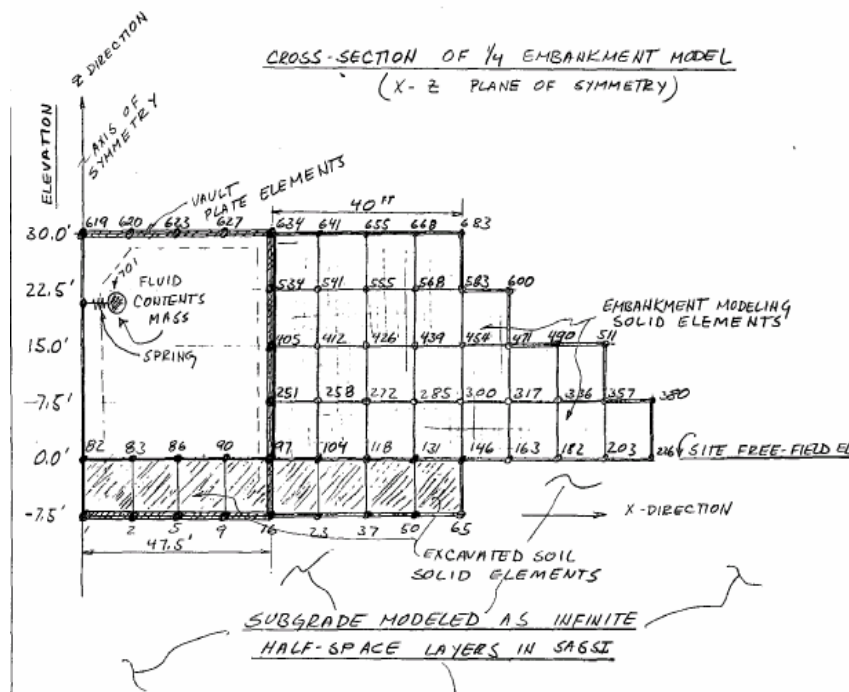 CROSS-SECTION OF 1/4 EMBANKMENT MODEL
(X-Z PLANE OF SYMMETRY)
Z DIRECTION
AXIS OF
SYMMETRY
ELEVATION
VAULT
PLATE ELEMENTS
40 FT
619 620 623 627 634 641 655 668 683
30.0'
701
FLUID
CONTENTS
MASS
SPRING
22.5'
534 541 555 568 583 600
EMBANKMENT MODELING
SOLID ELEMENTS
15.0'
405 412 426 439 454 471 490 511
-7.5'
251 258 272 285 300 317 336 357 380
82 83 86 90 97 104 118 131 146 163 182 203 226
0.0'
SITE FREE-FIELD EL
-7.5'
1 2 5 9 16 23 37 50 65
X-DIRECTION
47.5'
EXCAVATED SOIL
SOLID ELEMENTS
SUBGRADE MODELED AS INFINITE
HALF-SPACE LAYERS IN SASSI